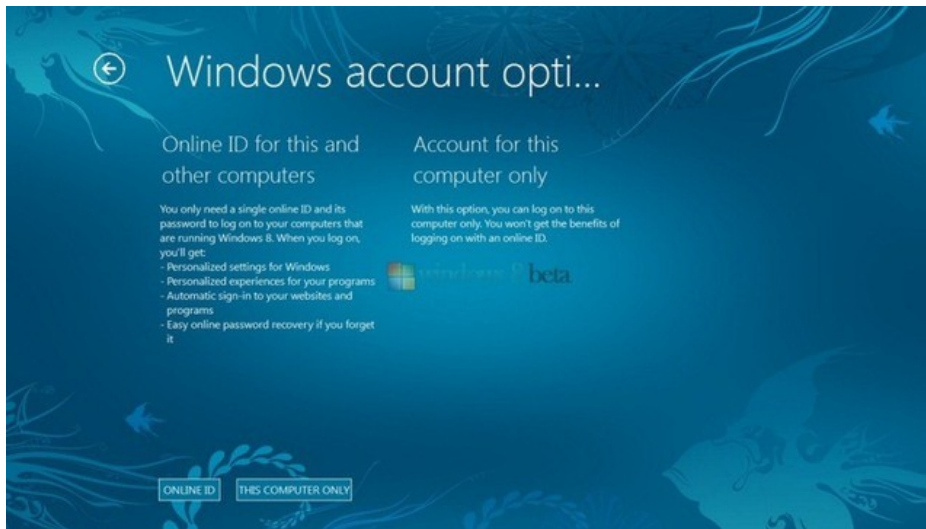 Windows account opti...
Online ID for this and
other computers
You only need a single online ID and its
password to log on to your computers that
are running Windows 8. When you log on,
you'll get:
- Personalized settings for Windows
- Personalized experiences for your programs
- Automatic sign-in to your websites and
programs
- Easy online password recovery if you forget
it
Account for this
computer only
With this option, you can log on to this
computer only. You won't get the benefits of
logging on with an online ID.
windows 8 beta
ONLINE ID
THIS COMPUTER ONLY